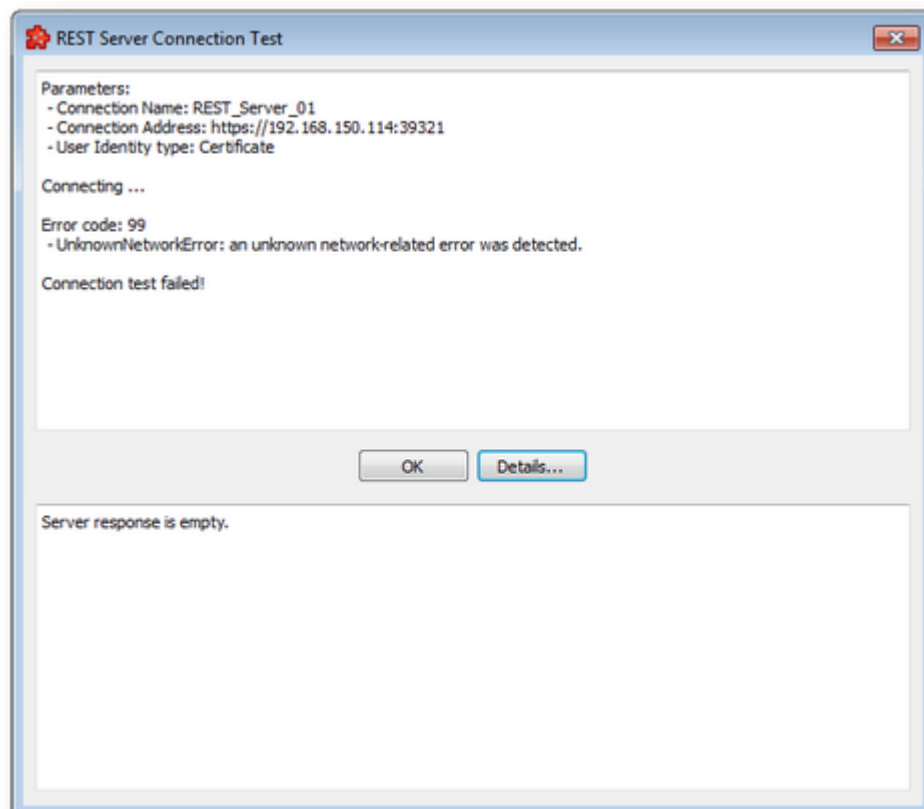 REST Server Connection Test
Parameters:
- Connection Name: REST_Server_01
- Connection Address: https://192.168.150.114:39321
- User Identity type: Certificate
Connecting ...
Error code: 99
- UnknownNetworkError: an unknown network-related error was detected.
Connection test failed!
OK Details...
Server response is empty.